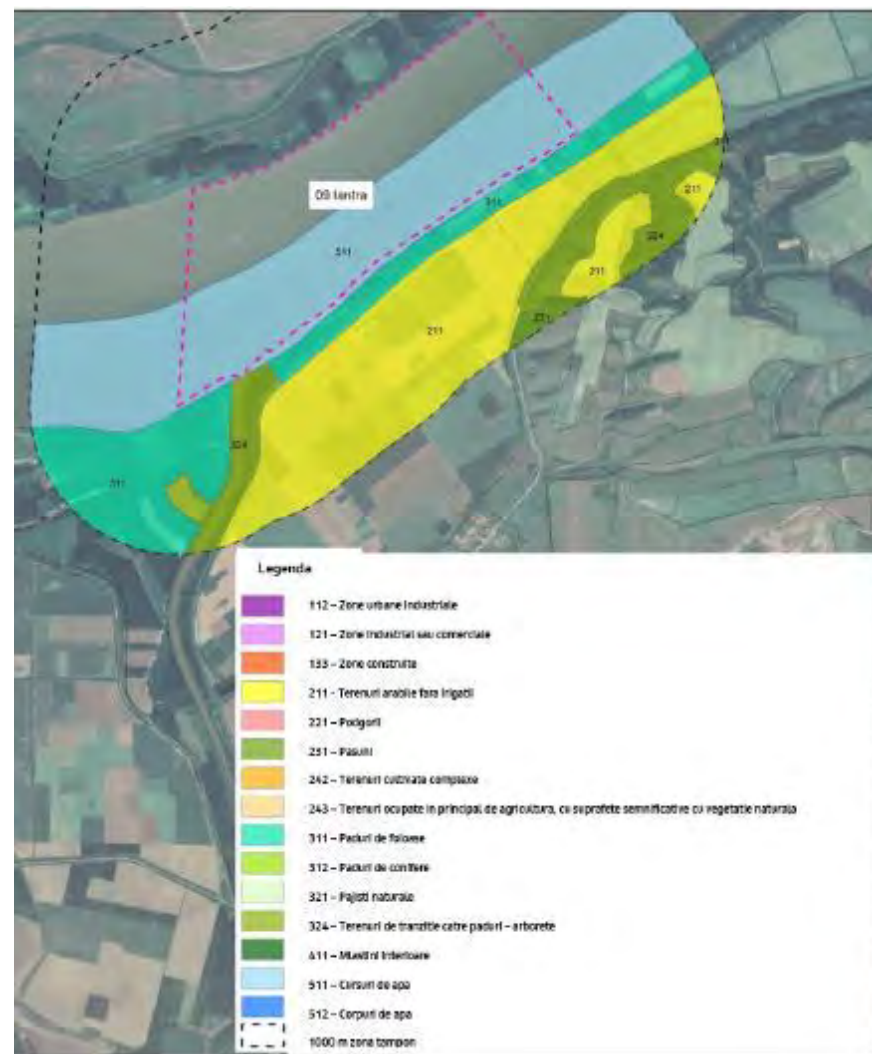 311
211
09 Iantra
311
324
511
211
231
211
324
311
Legenda
112 – Zone urbane industriale
121 – Zone industrial sau comerciale
133 – Zone construite
211 - Terenuri arabile fara irigatii
221 – Podgorii
231 – Pasuni
242 – Terenuri cultivate complexe
243 – Terenuri ocupate in principal de agricultura, cu suprafete semnificative cu vegetatie naturala
311 – Paduri de foioase
312 – Paduri de conifere
321 – Pajisti naturale
324 – Terenuri de tranzitie catre paduri – arborete
411 – Mlastini interioare
511 – Cursuri de apa
512 – Corpuri de apa
1000 m zona tampon